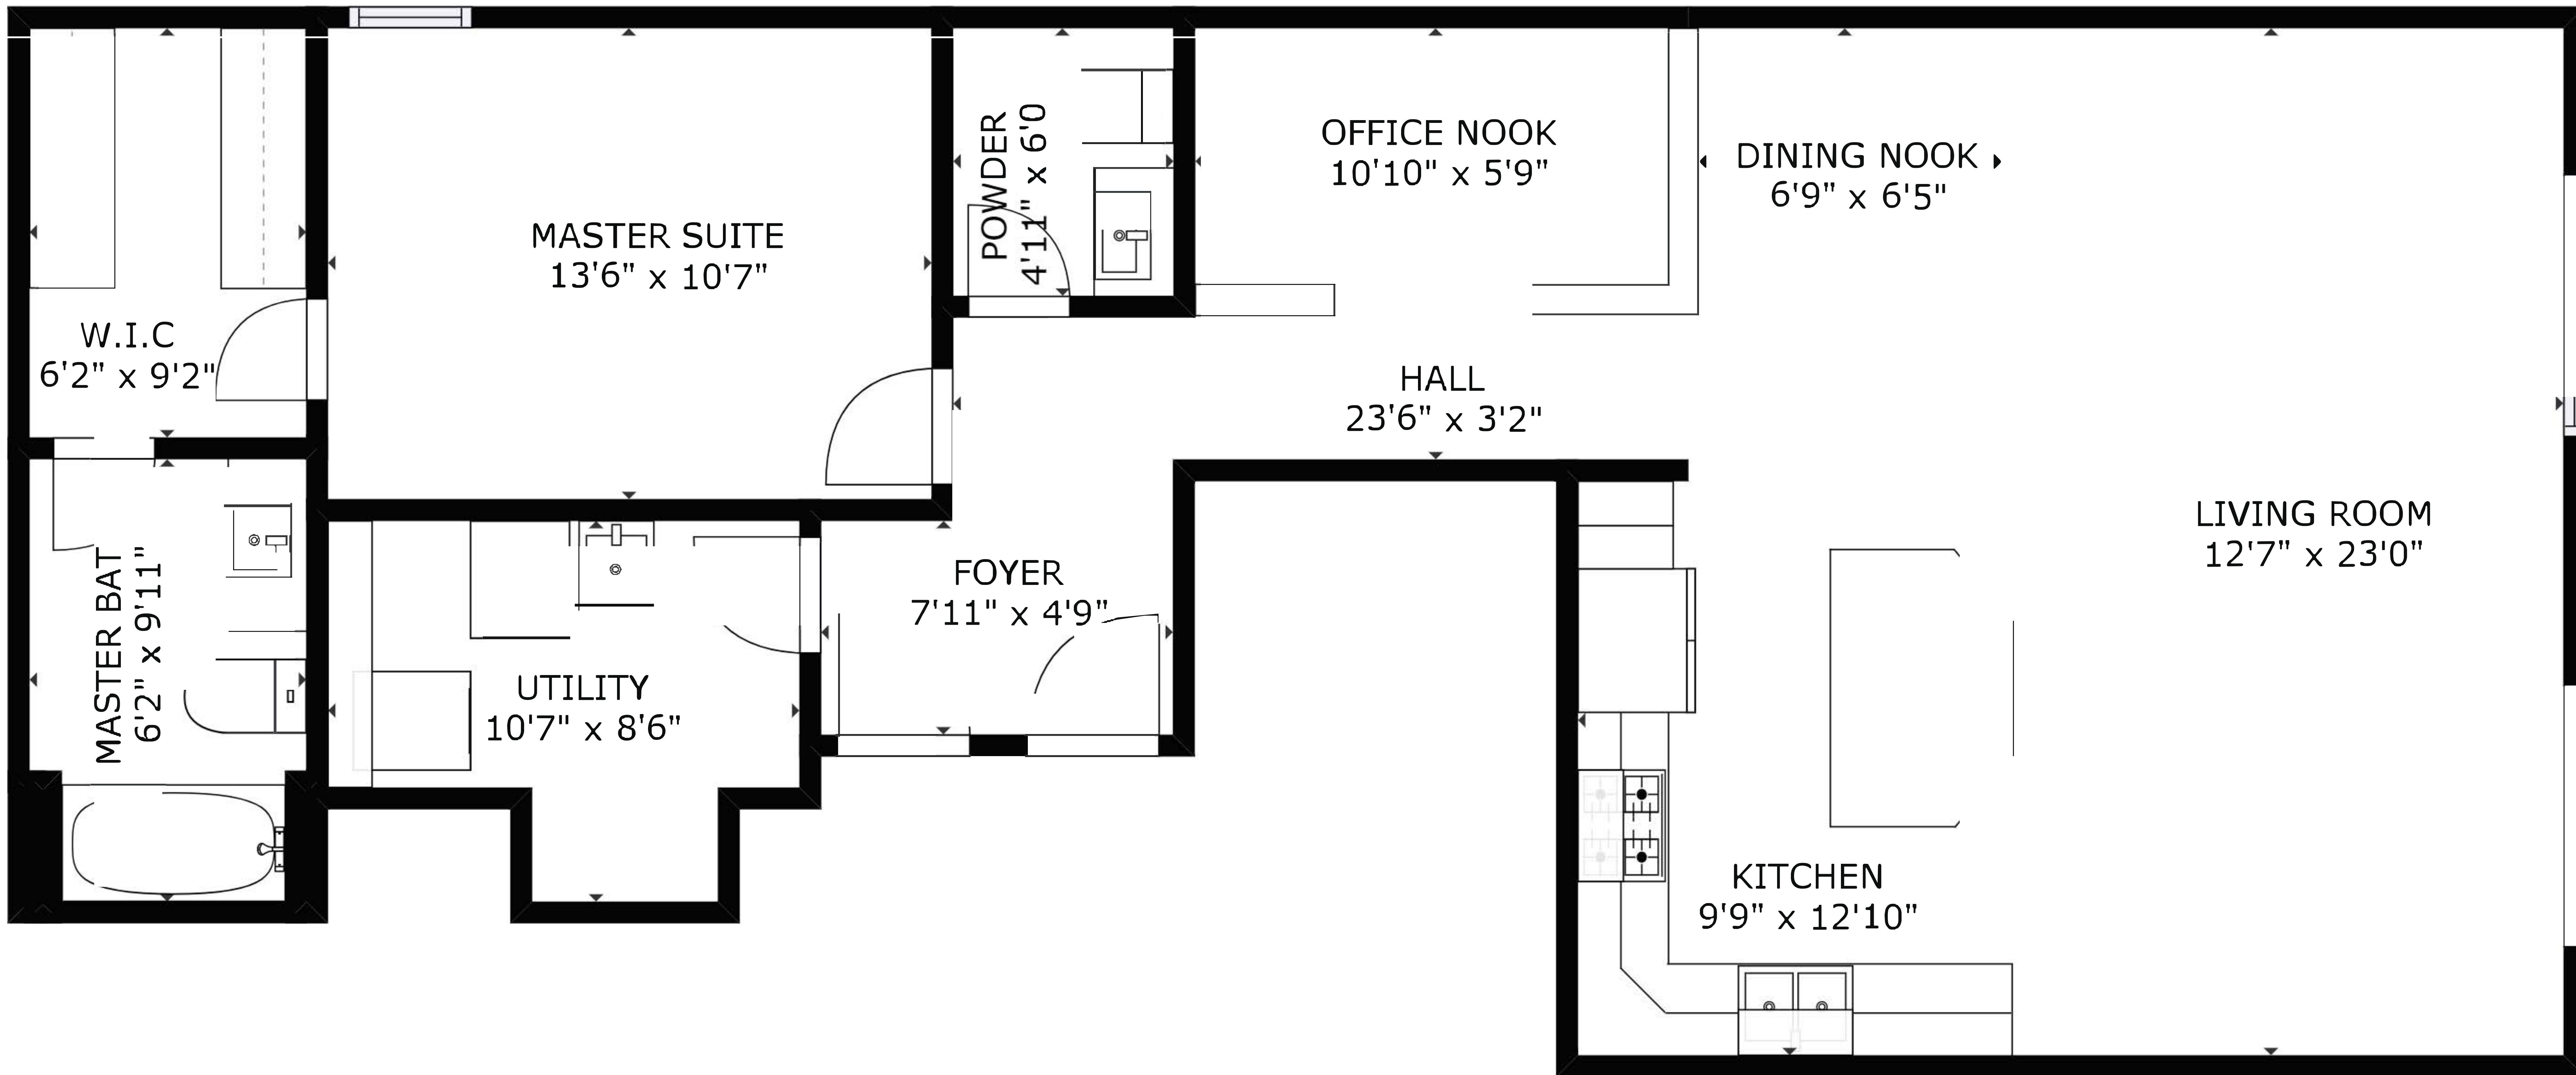 OFFICE NOOK
10'10" x 5'9"
DINING NOOK
6'9" x 6'5"
POWDER
4'11" x 6'0
MASTER SUITE
13'6" x 10'7"
W.I.C
6'2" x 9'2"
HALL
23'6" x 3'2"
LIVING ROOM
12'7" x 23'0"
FOYER
7'11" x 4'9"
MASTER BAT
6'2" x 9'11"
UTILITY
10'7" x 8'6"
KITCHEN
9'9" x 12'10"